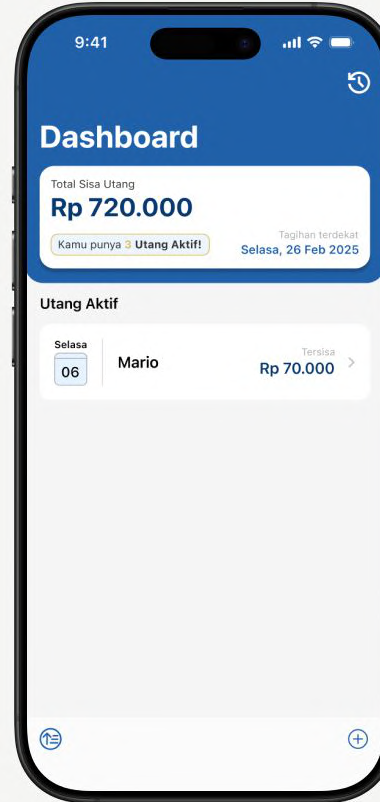 9:41
Dashboard
Total Sisa Utang
Rp 720.000
Kamu punya 3 Utang Aktif!
Tagihan terdekat
Selasa, 26 Feb 2025
Utang Aktif
Selasa
06
Mario
Tersisa
Rp 70.000